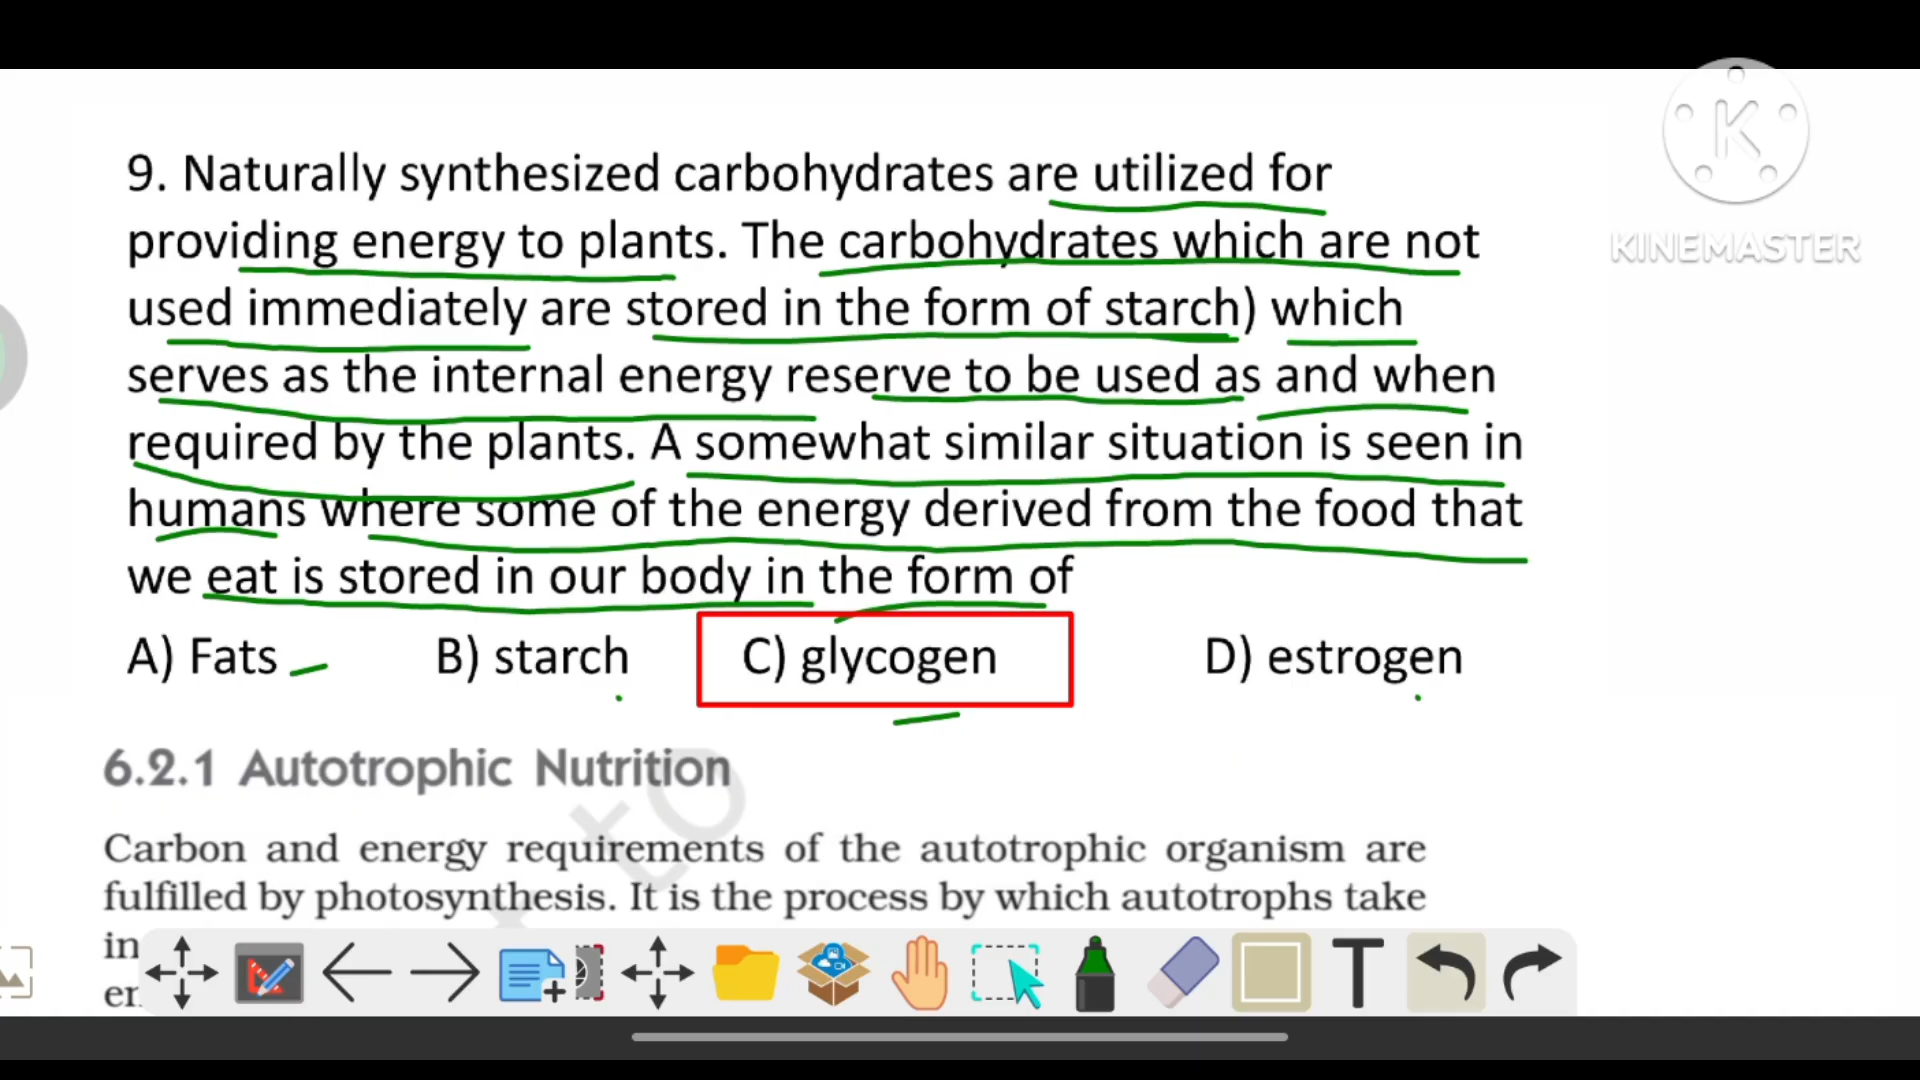 KINEMASTER
9. Naturally synthesized carbohydrates are utilized for
providing energy to plants. The carbohydrates which are not
used immediately are stored in the form of starch) which
serves as the internal energy reserve to be used as and when
required by the plants. A somewhat similar situation is seen in
humans where some of the energy derived from the food that
we eat is stored in our body in the form of
A) Fats B) starch C) glycogen D) estrogen
6.2.1 Autotrophic Nutrition
Carbon and energy requirements of the autotrophic organism are
fulfilled by photosynthesis. It is the process by which autotrophs take
in
en
to